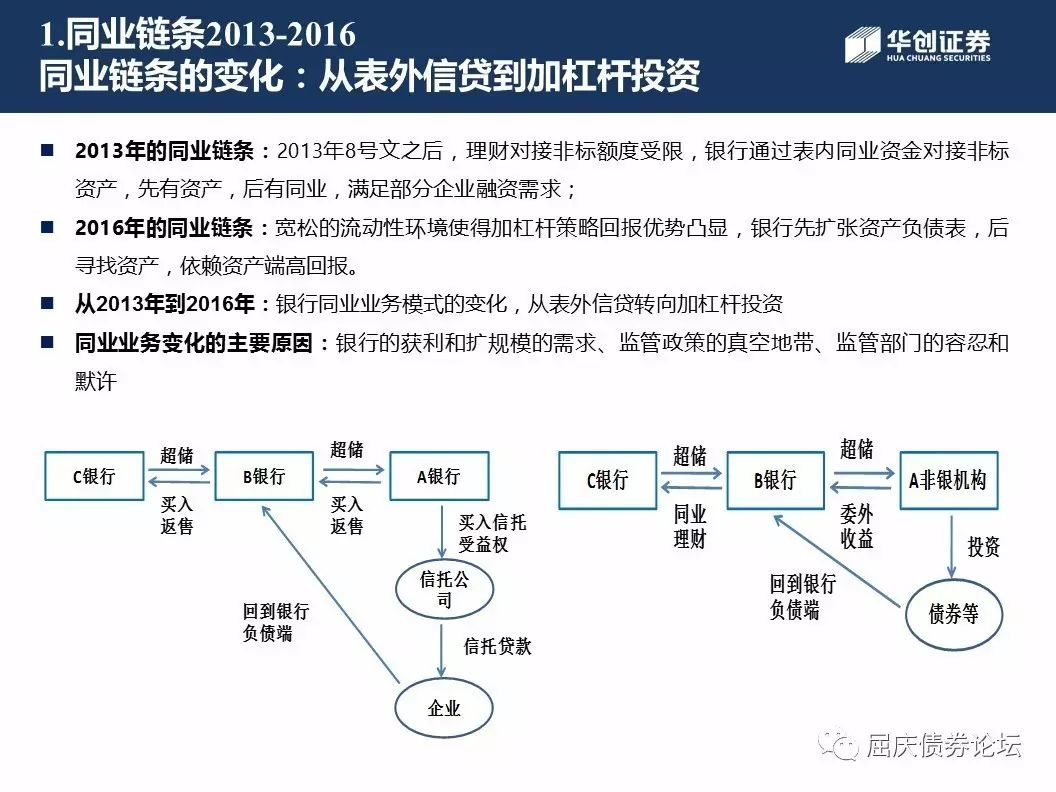 1.同业链条2013-2016
同业链条的变化：从表外信贷到加杠杆投资
华创证券
HUA CHUANG SECURITIES
2013年的同业链条：2013年8号文之后，理财对接非标额度受限，银行通过表内同业资金对接非标
资产，先有资产，后有同业，满足部分企业融资需求；
2016年的同业链条：宽松的流动性环境使得加杠杆策略回报优势凸显，银行先扩张资产负债表，后
寻找资产，依赖资产端高回报。
从2013年到2016年：银行同业业务模式的变化，从表外信贷转向加杠杆投资
同业业务变化的主要原因：银行的获利和扩规模的需求、监管政策的真空地带、监管部门的容忍和
默许
C银行
超储
买入
返售
B银行
超储
买入
返售
A银行
买入信托
受益权
信托公
司
信托贷款
企业
回到银行
负债端
C银行
超储
同业
理财
B银行
超储
委外
收益
A非银机构
投资
债券等
回到银行
负债端
屈庆债券论坛